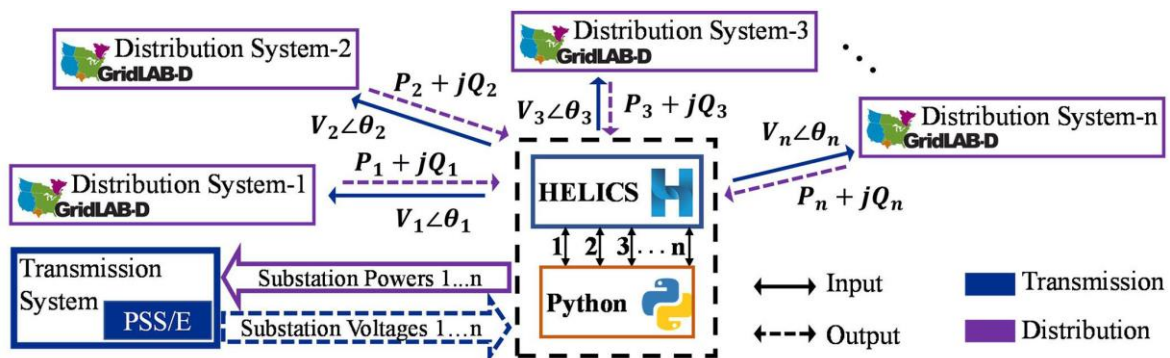 Distribution System-2
GridLAB-D
Distribution System-3
GridLAB-D
Distribution System-n
GridLAB-D
Distribution System-1
GridLAB-D
P₂ + jQ₂
V₂∠θ₂
V₃∠θ₃
P₃ + jQ₃
Vₙ∠θₙ
Pₙ + jQₙ
P₁ + jQ₁
V₁∠θ₁
HELICS
1 2 3 ... n
Python
Transmission
System
PSS/E
Substation Powers 1...n
Substation Voltages 1...n
Input
Output
Transmission
Distribution